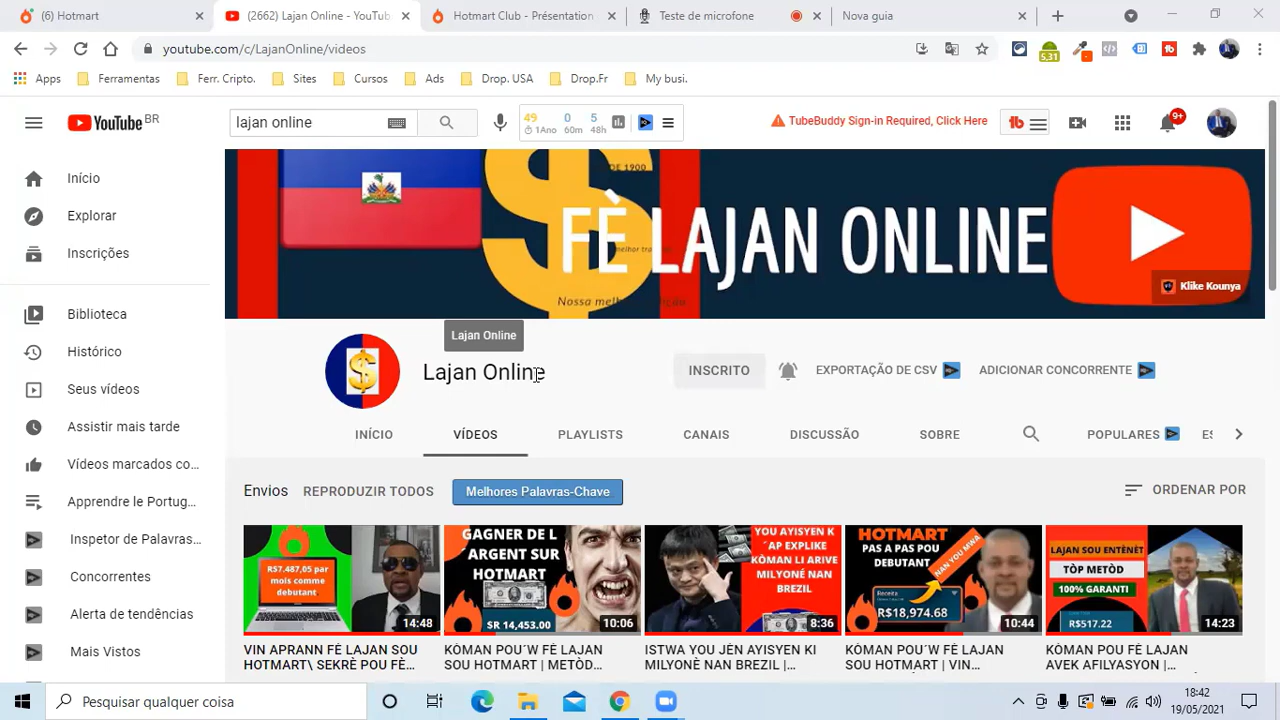 (6) Hotmart
(2662) Lajan Online - YouTube
Hotmart Club - Présentation
Teste de microfone
Nova guia
youtube.com/c/LajanOnline/videos
5,31
Apps
Ferramentas
Ferr. Cripto.
Sites
Cursos
Ads
Drop. USA
Drop.Fr
My busi.
YouTube BR
lajan online
49
1Ano
0
60m
5
48h
TubeBuddy Sign-in Required, Click Here
tb
9+
Início
Explorar
Inscrições
Biblioteca
Histórico
Seus vídeos
Assistir mais tarde
Vídeos marcados co...
Apprendre le Portug...
Inspetor de Palavras...
Concorrentes
Alerta de tendências
Mais Vistos
DE 1900
FÈ LAJAN ONLINE
Klike Kounya
Lajan Online
Lajan Online
INSCRITO
EXPORTAÇÃO DE CSV
ADICIONAR CONCORRENTE
INÍCIO
VÍDEOS
PLAYLISTS
CANAIS
DISCUSSÃO
SOBRE
POPULARES
Envios
REPRODUZIR TODOS
Melhores Palavras-Chave
ORDENAR POR
R$7.487,05 par
mois comme
debutant
14:48
VIN APRANN FÈ LAJAN SOU
HOTMART\ SEKRÈ POU FÈ...
GAGNER DE L
ARGENT SUR
HOTMART
SR 14,453.00
10:06
KÒMAN POU´W FÈ LAJAN
SOU HOTMART | METÒD...
YOU AYISYEN K
´AP EXPLIKE
KÒMAN LI ARIVE
MILYONÈ NAN
BREZIL
8:36
ISTWA YOU JÈN AYISYEN KI
MILYONÈ NAN BREZIL |...
HOTMART
PAS A PAS POU
DEBUTANT
NAN YOU MWA
Receita
R$18,974.68
10:44
KÒMAN POU´W FÈ LAJAN
SOU HOTMART | VIN...
LAJAN SOU ENTÈNÈT
TÒP METÒD
100% GARANTI
R$517.22
14:23
KÒMAN POU´W FÈ LAJAN
AVEK AFILYASYON |...
Pesquisar qualquer coisa
18:42
19/05/2021